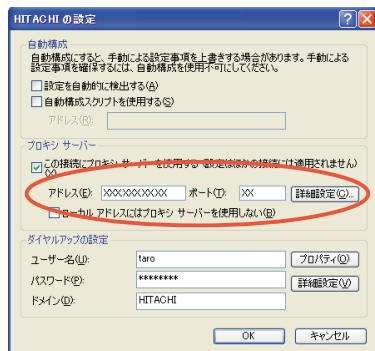 HITACHI の設定
自動構成
自動構成にすると、手動による設定事項を上書きする場合があります。手動による
設定事項を確保するには、自動構成を使用不可にしてください。
設定を自動的に検出する(A)
自動構成スクリプトを使用する(S)
アドレス(R):
プロキシ サーバー
この接続にプロキシ サーバーを使用する (設定はほかの接続には適用されません)
(X)
アドレス(E): XXX.XXX.XX.XX ポート(T): XX 詳細設定(C)...
ローカル アドレスにはプロキシ サーバーを使用しない(B)
ダイヤルアップの設定
ユーザー名(U): taro プロパティ(O)
パスワード(P): ******** 詳細設定(V)
ドメイン(D): HITACHI
OK キャンセル